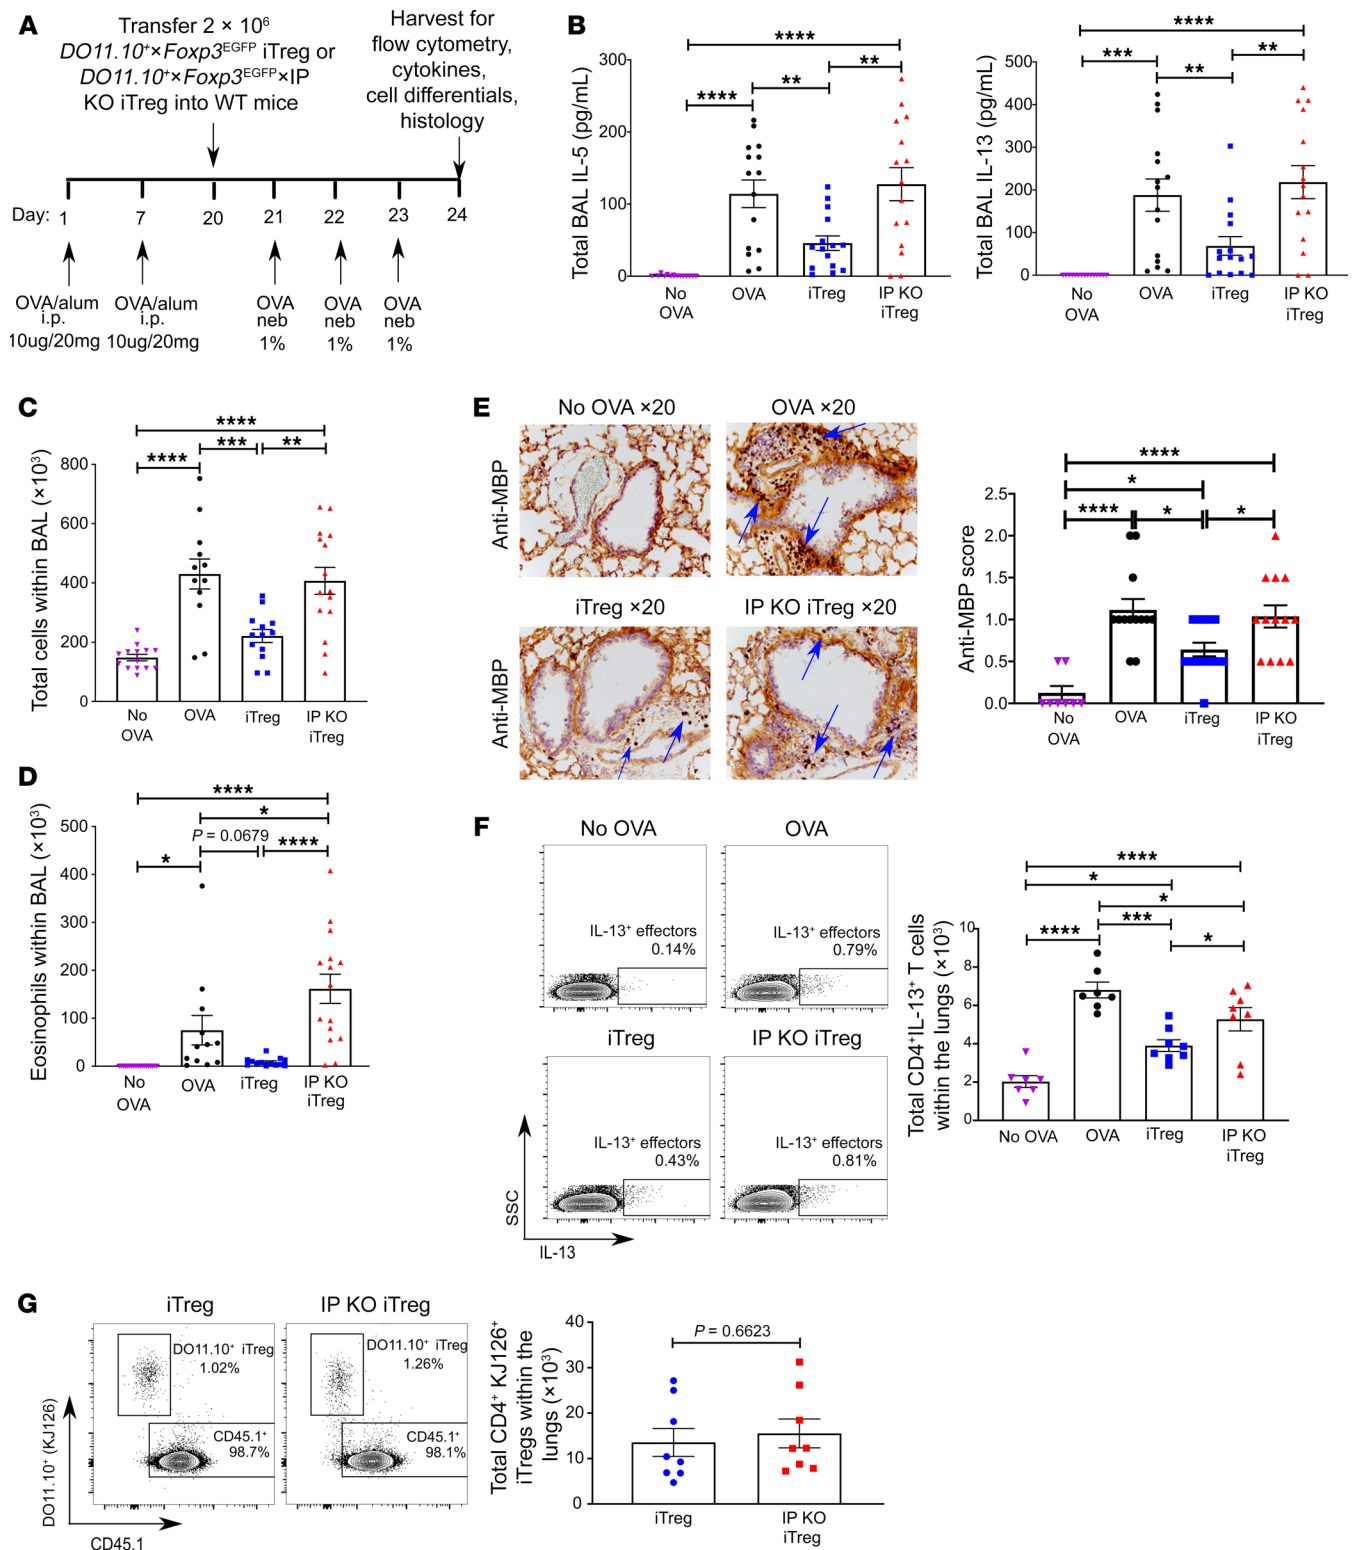 A
Transfer 2 × 10⁶
DO11.10⁺×Foxp3ᴱᴳᶠᴾ iTreg or
DO11.10⁺×Foxp3ᴱᴳᶠᴾ×IP
KO iTreg into WT mice
Harvest for
flow cytometry,
cytokines,
cell differentials,
histology
Day: 1 7 20 21 22 23 24
OVA/alum i.p. 10ug/20mg
OVA/alum i.p. 10ug/20mg
OVA neb 1%
OVA neb 1%
OVA neb 1%
B
Total BAL IL-5 (pg/mL)
300
200
100
0
**** **** ** **
No OVA
OVA
iTreg
IP KO iTreg
Total BAL IL-13 (pg/mL)
500
400
300
200
100
0
**** *** ** **
No OVA
OVA
iTreg
IP KO iTreg
C
Total cells within BAL (×10³)
800
600
400
200
0
**** **** *** **
No OVA
OVA
iTreg
IP KO iTreg
D
Eosinophils within BAL (×10³)
500
400
300
200
100
0
****
*
P = 0.0679
* ****
No OVA
OVA
iTreg
IP KO iTreg
E
No OVA ×20
OVA ×20
Anti-MBP
iTreg ×20
IP KO iTreg ×20
Anti-MBP
Anti-MBP score
2.5
2.0
1.5
1.0
0.5
0.0
****
*
**** * *
No OVA
OVA
iTreg
IP KO iTreg
F
No OVA
IL-13⁺ effectors
0.14%
OVA
IL-13⁺ effectors
0.79%
iTreg
IL-13⁺ effectors
0.43%
IP KO iTreg
IL-13⁺ effectors
0.81%
SSC
IL-13
Total CD4⁺IL-13⁺ T cells
within the lungs (×10³)
10
8
6
4
2
0
****
*
*
**** *** *
No OVA
OVA
iTreg
IP KO iTreg
G
iTreg
DO11.10⁺ iTreg
1.02%
CD45.1⁺
98.7%
IP KO iTreg
DO11.10⁺ iTreg
1.26%
CD45.1⁺
98.1%
DO11.10⁺ (KJ126)
CD45.1
Total CD4⁺ KJ126⁺
iTregs within the
lungs (×10³)
40
30
20
10
0
P = 0.6623
iTreg
IP KO iTreg